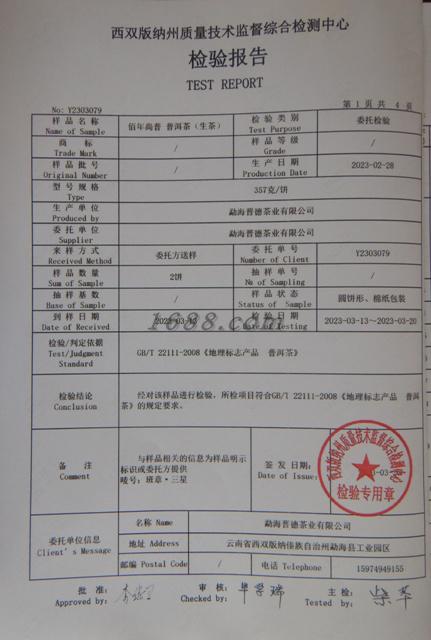 西双版纳州质量技术监督综合检测中心
检验报告
TEST REPORT
No: Y2303079 第 1 页 共 4 页
样品名称 Name of Sample 佰年尚普 普洱茶（生茶） 检验类别 Test Purpose 委托检验
商标 Trade Mark / 样品等级 Grade /
样品批号 Original Number / 生产日期 Production Date 2023-02-28
型号规格 Type 357克/饼
生产单位 Produced by 勐海普德茶业有限公司
委托单位 Supplier 勐海普德茶业有限公司
来样方式 Received Method 委托方送样 委托单号 Number of Client Y2303079
样品数量 Sum of Sample 2饼 抽样单号 No of Sampling /
抽样基数 Base of Sample / 样品状态 Status of Sample 圆饼形、棉纸包装
到样日期 Date of Received 检验日期 Date of Testing 2023-03-13~2023-03-20
1688.com
检验/判定依据 Test/Judgment Standard GB/T 22111-2008《地理标志产品 普洱茶》
检验结论 Conclusion 经对该样品进行检验，所检项目符合GB/T 22111-2008《地理标志产品 普洱
茶》的规定要求。
备注 Comment 与样品相关的信息为样品明示
标识或委托方提供
唛号：班章·三星
签发日期: Date of Issue:
西双版纳州质量技术监督综合检测中心
检验专用章
委托单位信息 Client's Message 名称 Name 勐海普德茶业有限公司
地址 Address 云南省西双版纳傣族自治州勐海县工业园区
邮编 Postal Code / 电话 Telephone 15974949155
批准: Approved by: 审核: Checked by: 主检: Tested by: